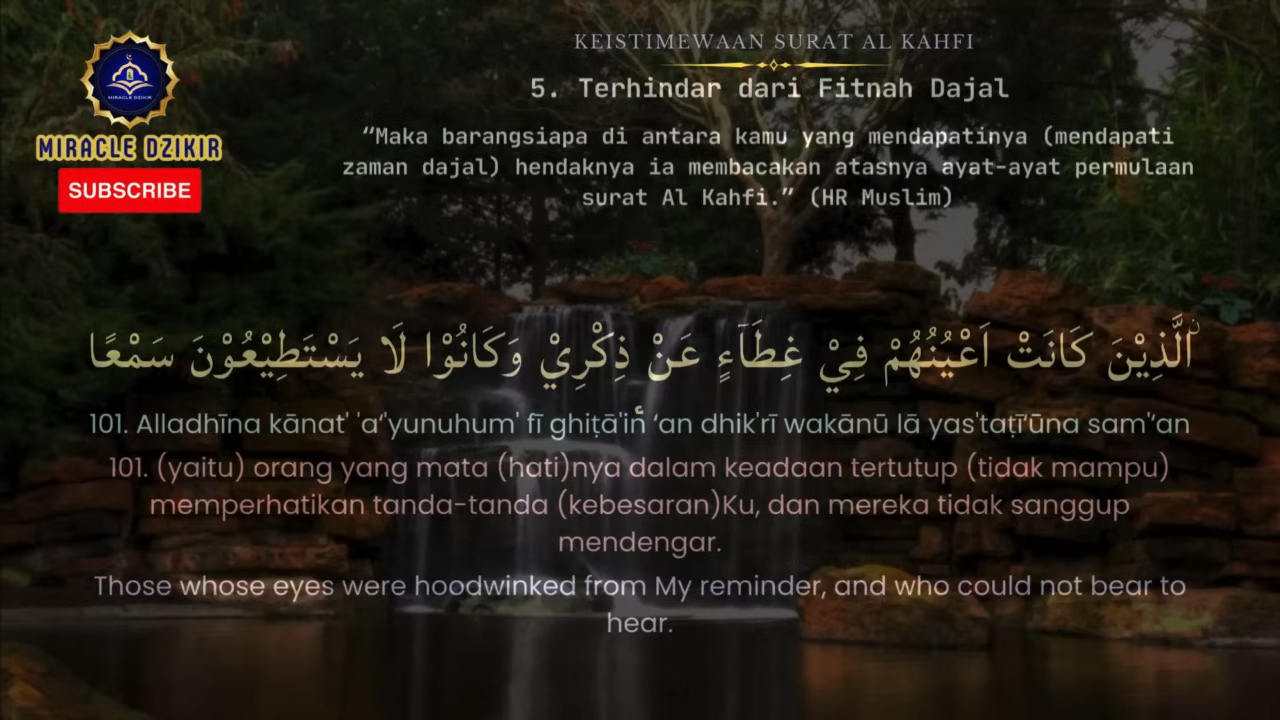 KEISTIMEWAAN SURAT AL KAHFI
5. Terhindar dari Fitnah Dajal
“Maka barangsiapa di antara kamu yang mendapatinya (mendapati
zaman dajal) hendaknya ia membacakan atasnya ayat-ayat permulaan
surat Al Kahfi.” (HR Muslim)
MIRACLE DZIKIR
MIRACLE DZIKIR
SUBSCRIBE
ۨالَّذِيْنَ كَانَتْ اَعْيُنُهُمْ فِيْ غِطَاۤءٍ عَنْ ذِكْرِيْ وَكَانُوْا لَا يَسْتَطِيْعُوْنَ سَمْعًا
101. Alladhīna kānat' 'a‘'yunuhum' fī ghiṭā'in۟ ‘an dhik'rī wakānū lā yas'taṭī‘ūna sam'‘an
101. (yaitu) orang yang mata (hati)nya dalam keadaan tertutup (tidak mampu)
memperhatikan tanda-tanda (kebesaran)Ku, dan mereka tidak sanggup
mendengar.
Those whose eyes were hoodwinked from My reminder, and who could not bear to
hear.